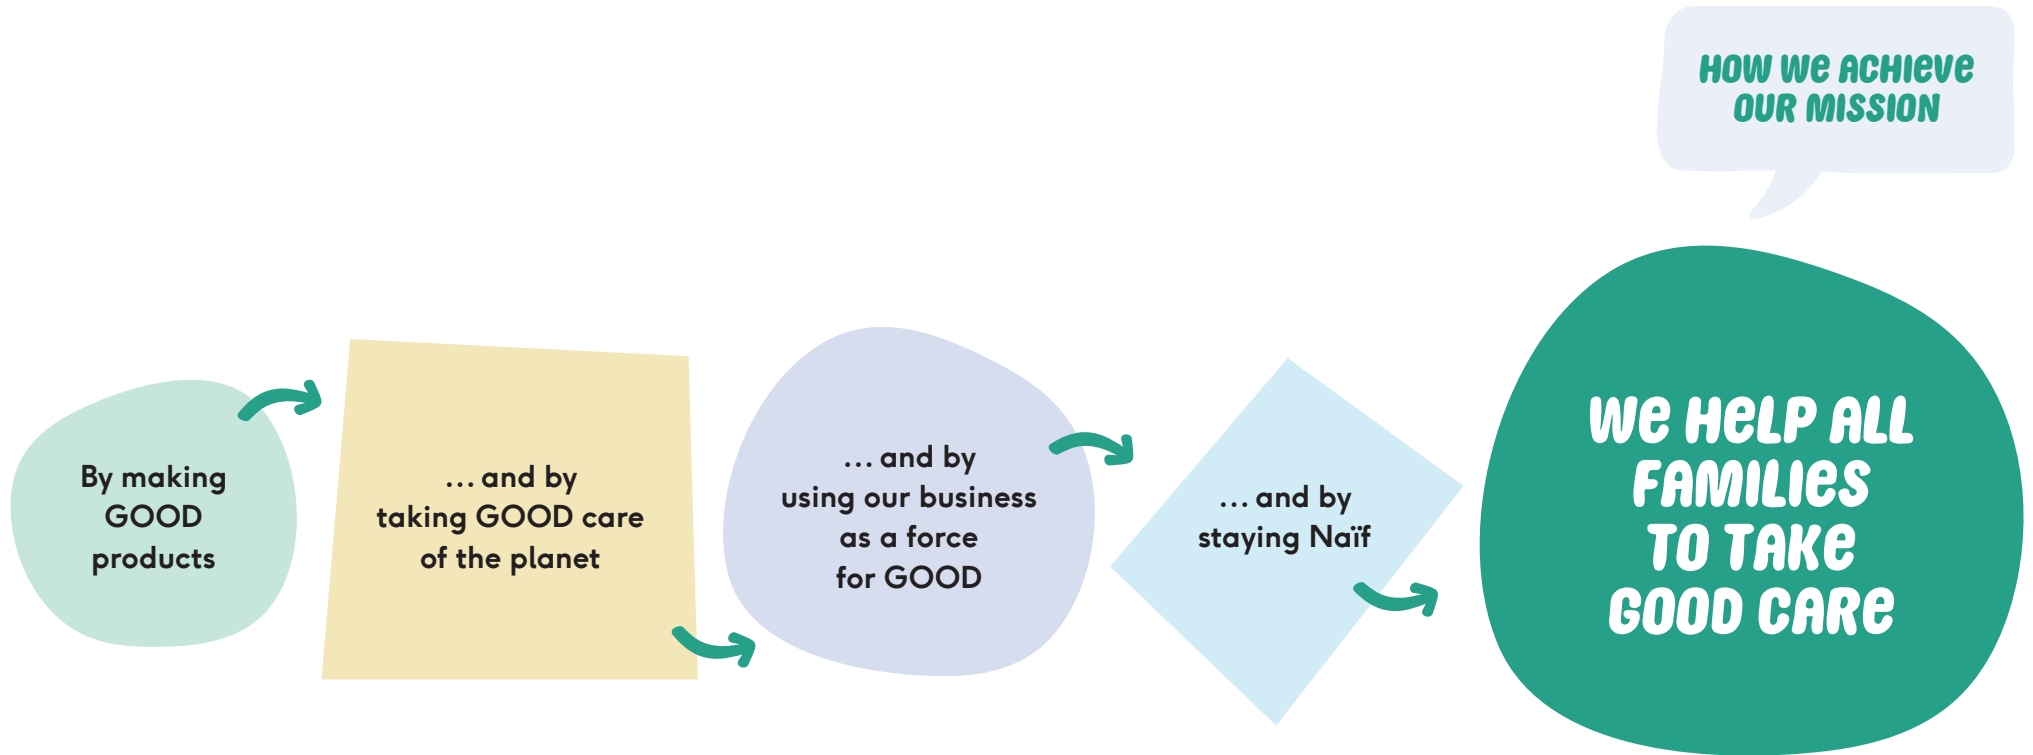 HOW WE ACHIEVE
OUR MISSION
By making
GOOD
products
... and by
taking GOOD care
of the planet
... and by
using our business
as a force
for GOOD
... and by
staying Naïf
WE HELP ALL
FAMILIES
TO TAKE
GOOD CARE